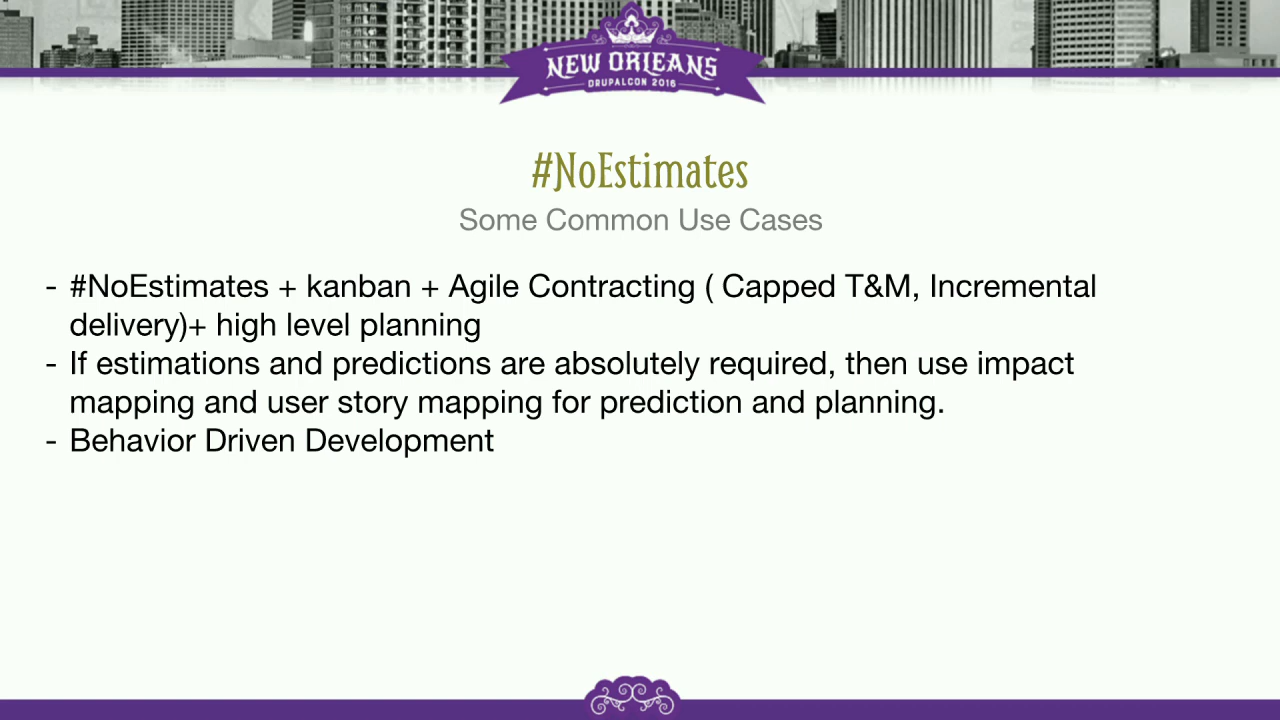 NEW ORLEANS
DRUPALCON 2016
#NoEstimates
Some Common Use Cases
- #NoEstimates + kanban + Agile Contracting ( Capped T&M, Incremental
delivery)+ high level planning
- If estimations and predictions are absolutely required, then use impact
mapping and user story mapping for prediction and planning.
- Behavior Driven Development